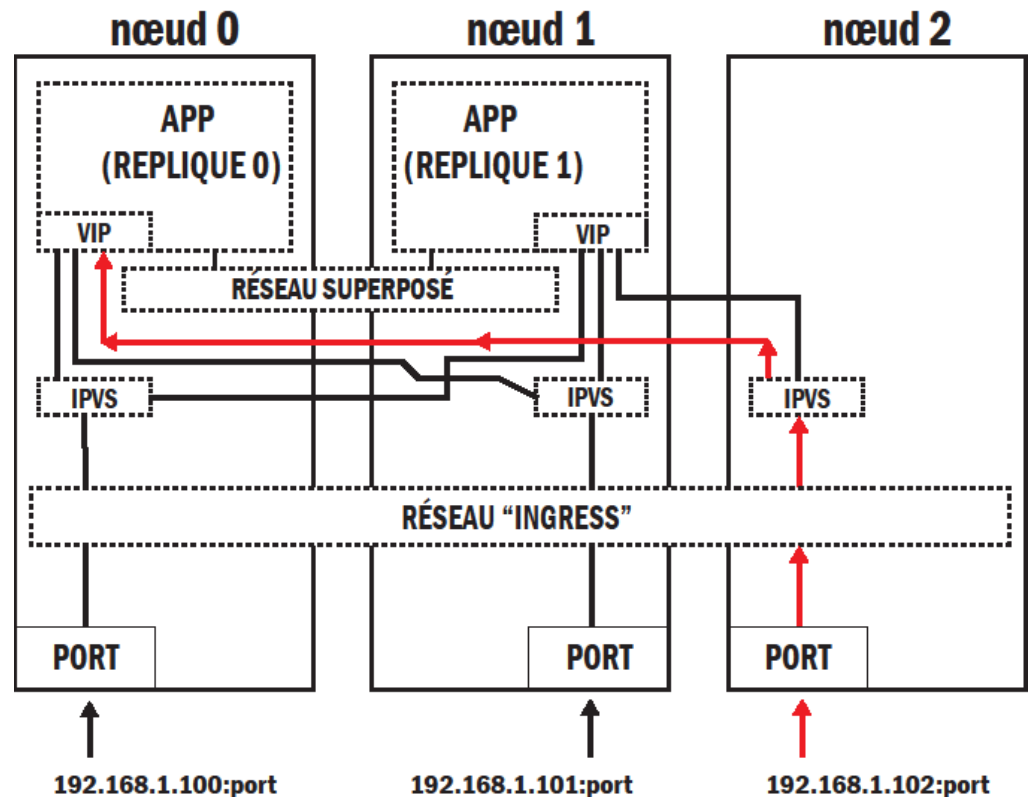 nœud 0
nœud 1
nœud 2
APP
(REPLIQUE 0)
APP
(REPLIQUE 1)
VIP
VIP
RÉSEAU SUPERPOSÉ
IPVS
IPVS
IPVS
RÉSEAU “INGRESS”
PORT
PORT
PORT
192.168.1.100:port
192.168.1.101:port
192.168.1.102:port